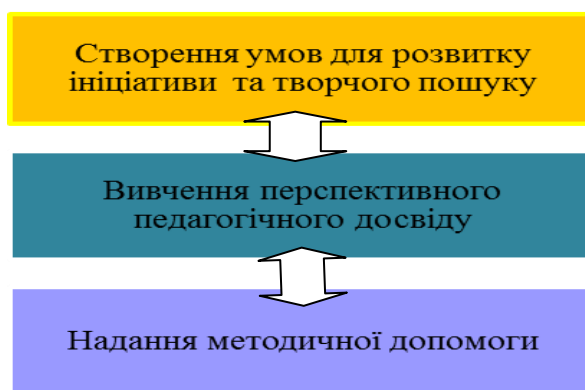 Створення умов для розвитку
ініціативи та творчого пошуку
Вивчення перспективного
педагогічного досвіду
Надання методичної допомоги